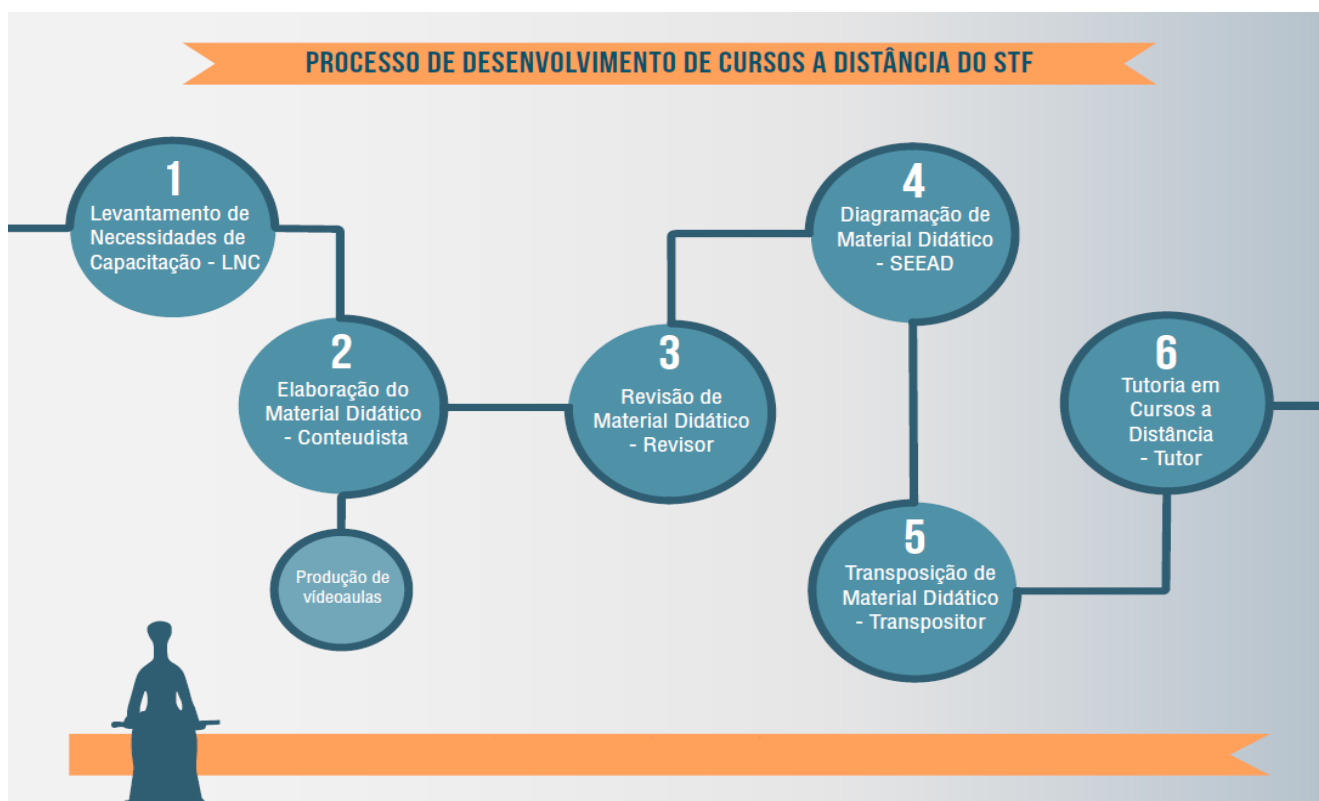 PROCESSO DE DESENVOLVIMENTO DE CURSOS A DISTÂNCIA DO STF
1
Levantamento de
Necessidades de
Capacitação - LNC
2
Elaboração do
Material Didático
- Conteudista
Produção de
vídeoaulas
3
Revisão de
Material Didático
- Revisor
4
Diagramação de
Material Didático
- SEEAD
5
Transposição de
Material Didático
- Transpositor
6
Tutoria em
Cursos a
Distância
- Tutor